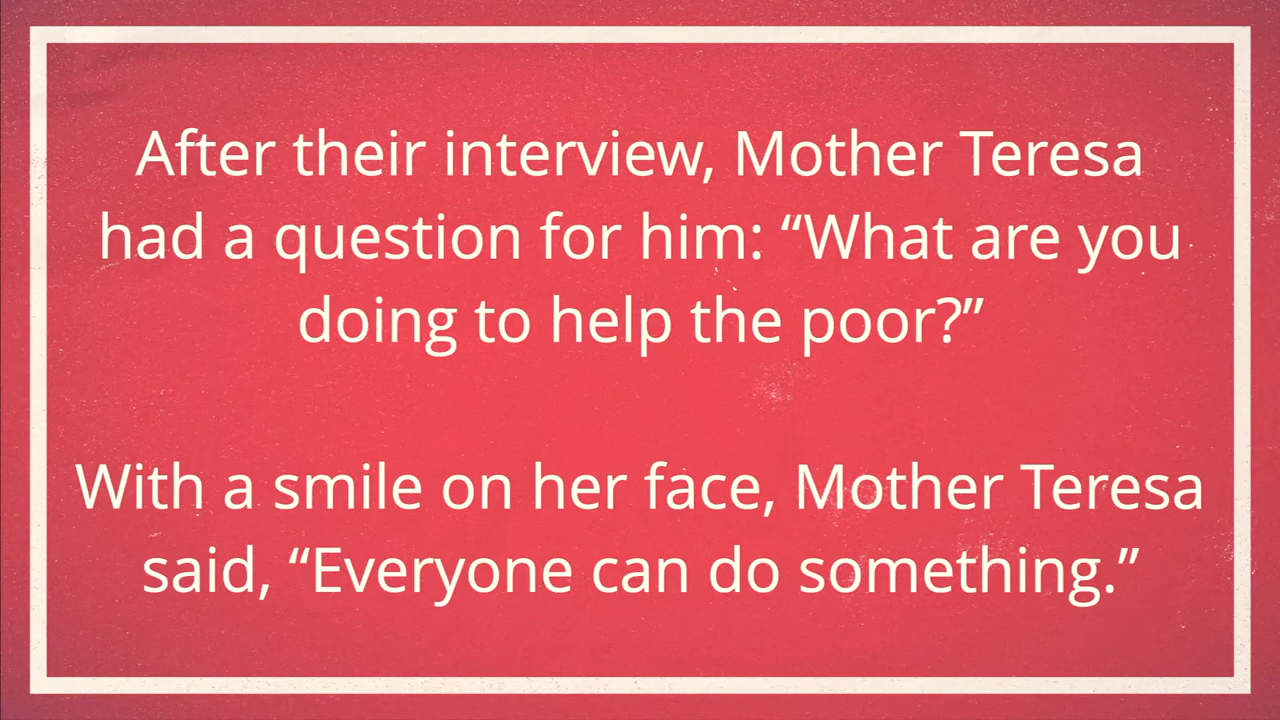 After their interview, Mother Teresa
had a question for him: “What are you
doing to help the poor?”
With a smile on her face, Mother Teresa
said, “Everyone can do something.”